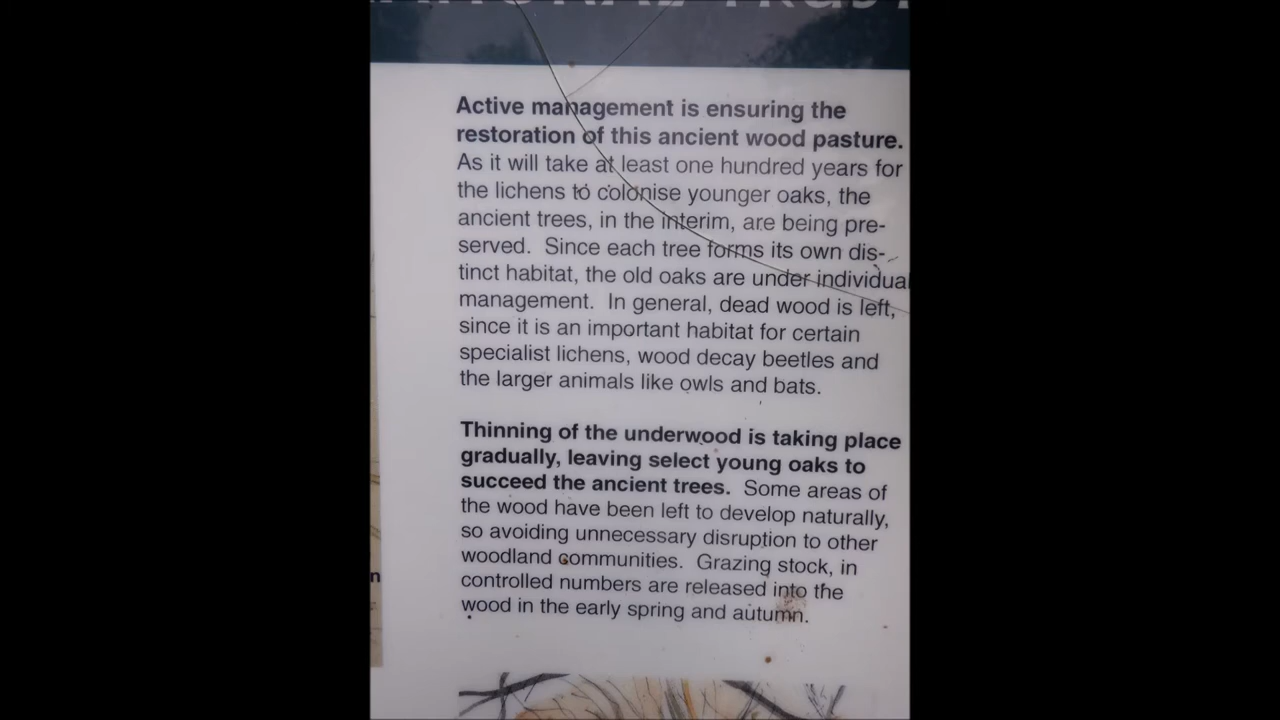 NATIONAL TRUST
Active management is ensuring the
restoration of this ancient wood pasture.
As it will take at least one hundred years for
the lichens to colonise younger oaks, the
ancient trees, in the interim, are being pre-
served. Since each tree forms its own dis-
tinct habitat, the old oaks are under individual
management. In general, dead wood is left,
since it is an important habitat for certain
specialist lichens, wood decay beetles and
the larger animals like owls and bats.
Thinning of the underwood is taking place
gradually, leaving select young oaks to
succeed the ancient trees. Some areas of
the wood have been left to develop naturally,
so avoiding unnecessary disruption to other
woodland communities. Grazing stock, in
controlled numbers are released into the
wood in the early spring and autumn.